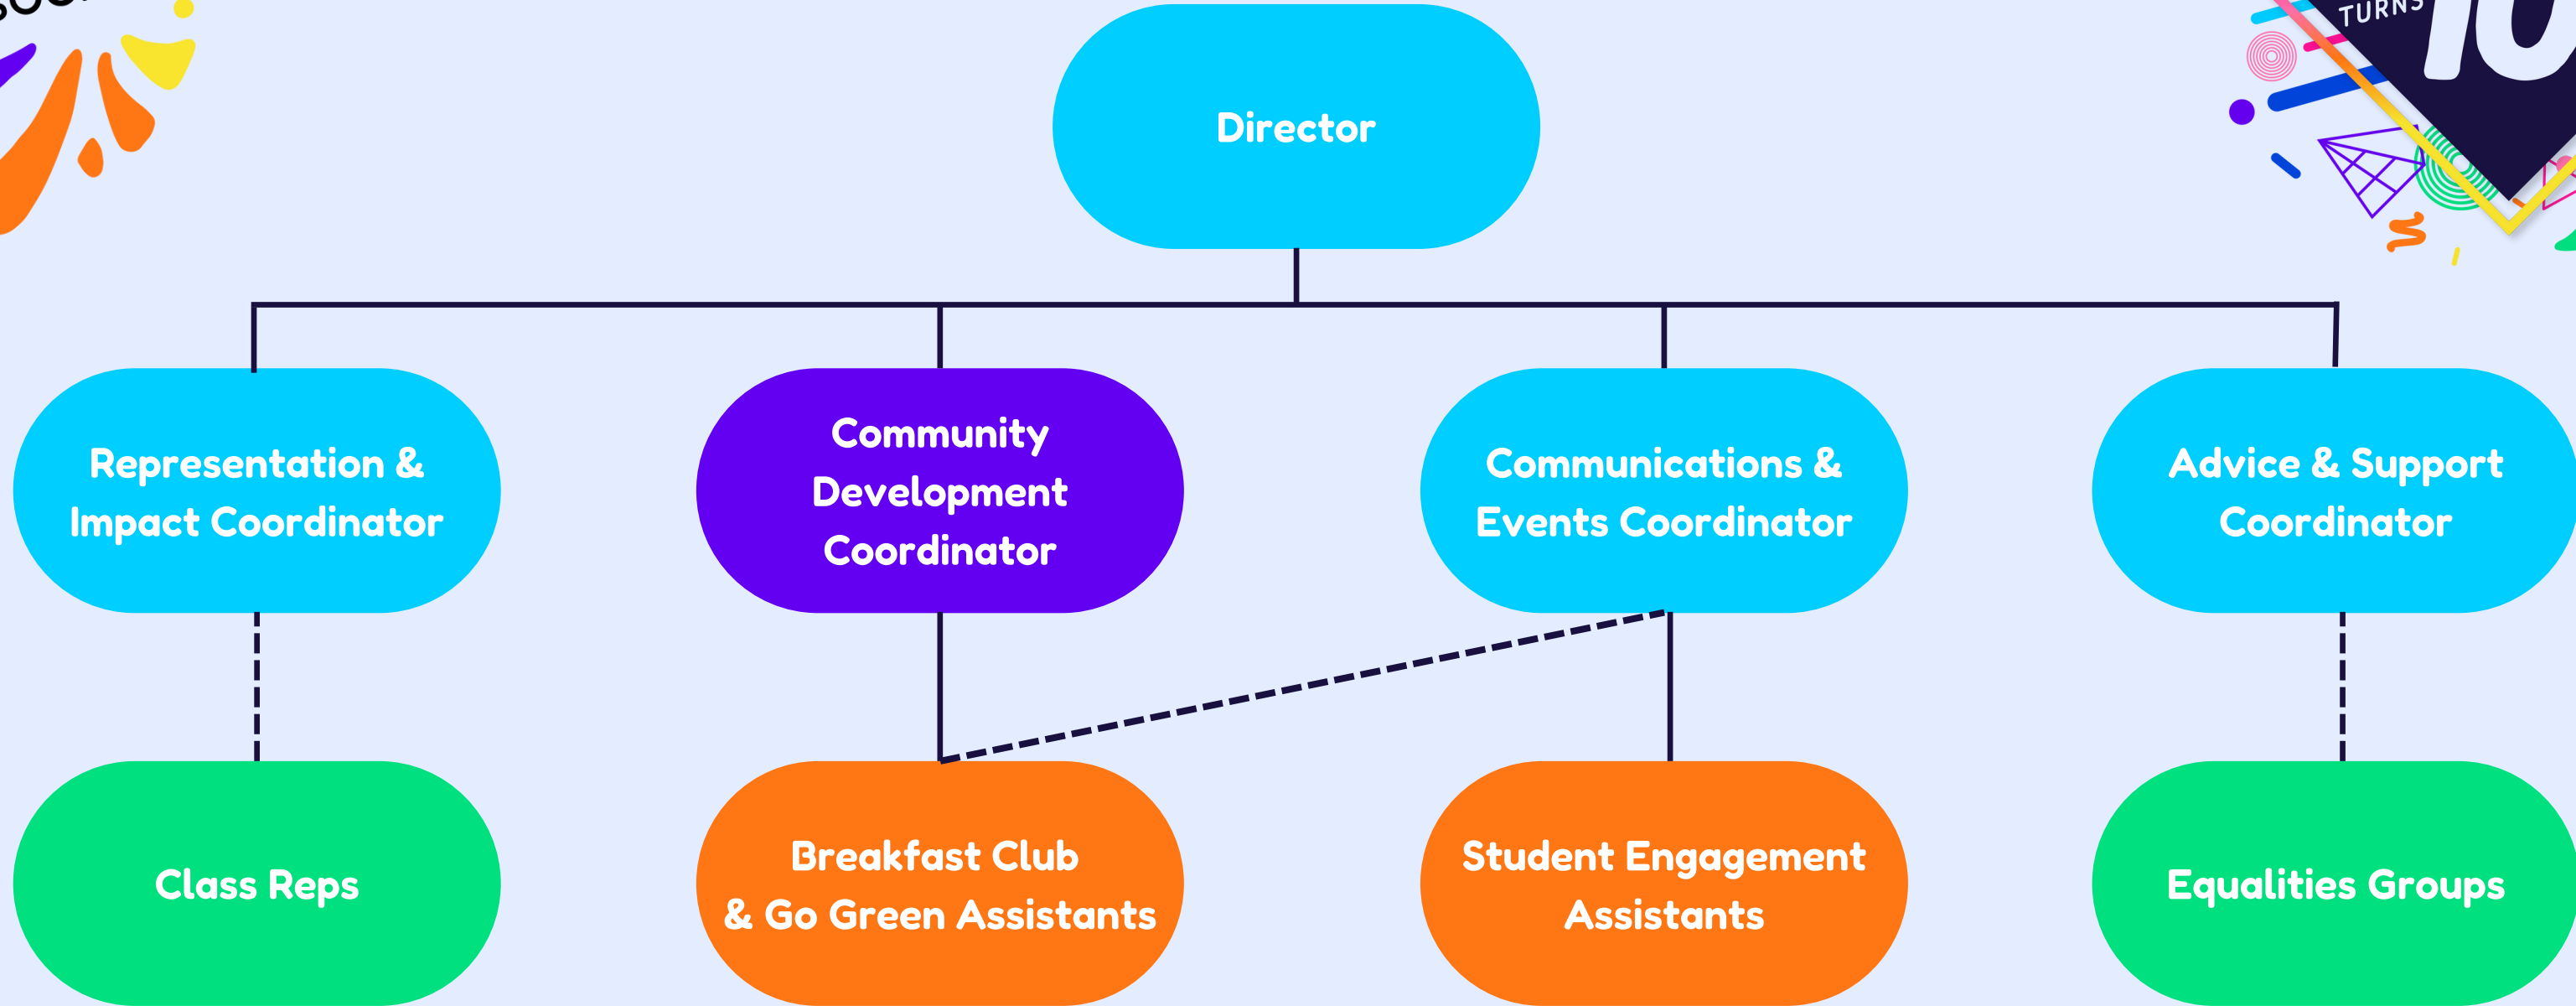 TURNS
10
Director
Representation &
Impact Coordinator
Community
Development
Coordinator
Communications &
Events Coordinator
Advice & Support
Coordinator
Class Reps
Breakfast Club
& Go Green Assistants
Student Engagement
Assistants
Equalities Groups